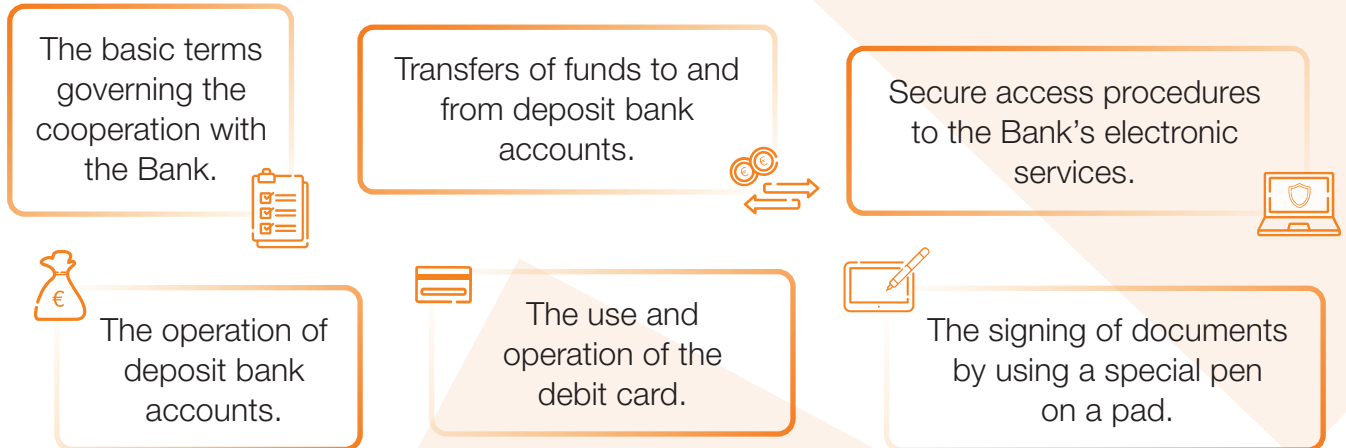 The basic terms
governing the
cooperation with
the Bank.
Transfers of funds to and
from deposit bank
accounts.
Secure access procedures
to the Bank's electronic
services.
The operation of
deposit bank
accounts.
The use and
operation of the
debit card.
The signing of documents
by using a special pen
on a pad.